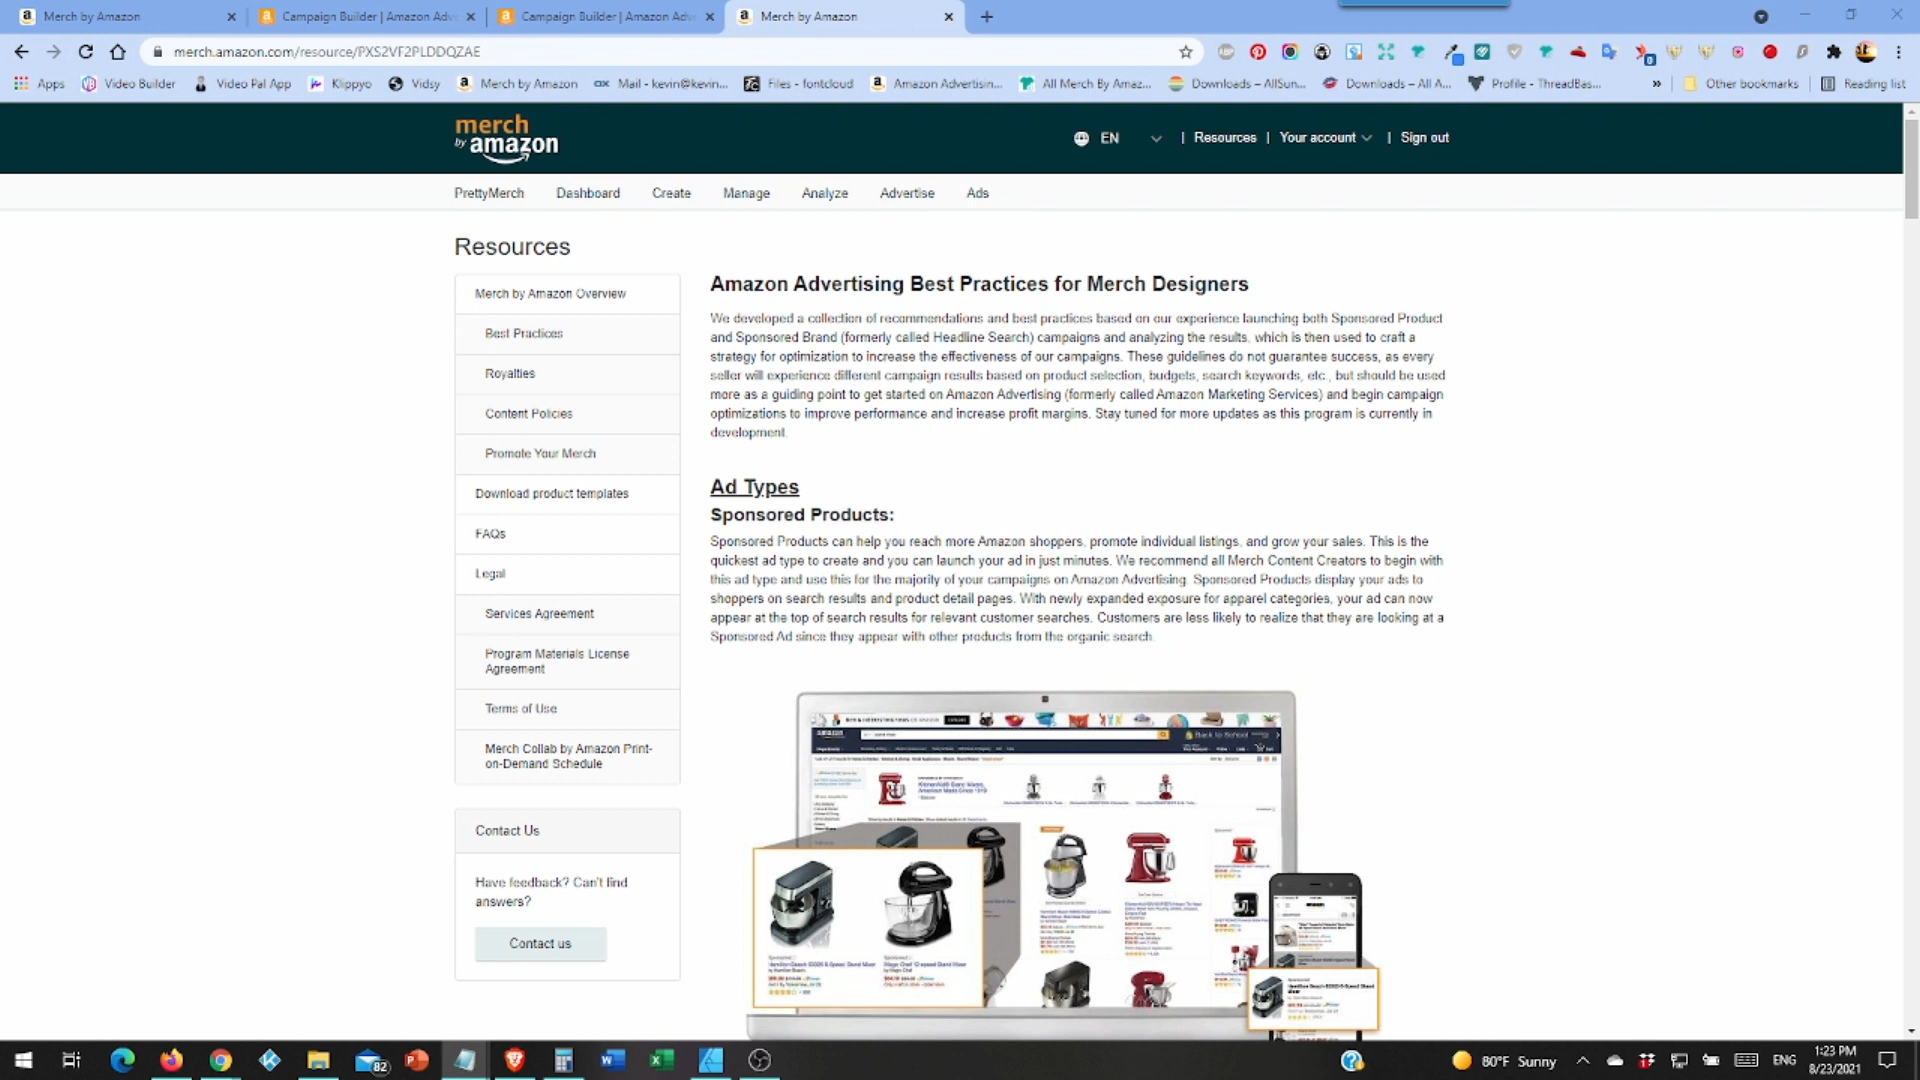 Merch by Amazon
Campaign Builder | Amazon Adv
Campaign Builder | Amazon Adv
Merch by Amazon
merch.amazon.com/resource/PXS2VF2PLDDQZAE
Apps
Video Builder
Video Pal App
Klippyo
Vidsy
Merch by Amazon
Mail - kevin@kevin...
Files - fontcloud
Amazon Advertisin...
All Merch By Amaz...
Downloads – AllSun...
Downloads – All A...
Profile - ThreadBas...
»
Other bookmarks
Reading list
merch
by amazon
EN
| Resources |
Your account
| Sign out
PrettyMerch
Dashboard
Create
Manage
Analyze
Advertise
Ads
Resources
Merch by Amazon Overview
Best Practices
Royalties
Content Policies
Promote Your Merch
Download product templates
FAQs
Legal
Services Agreement
Program Materials License
Agreement
Terms of Use
Merch Collab by Amazon Print-
on-Demand Schedule
Contact Us
Have feedback? Can't find
answers?
Contact us
Amazon Advertising Best Practices for Merch Designers
We developed a collection of recommendations and best practices based on our experience launching both Sponsored Product
and Sponsored Brand (formerly called Headline Search) campaigns and analyzing the results, which is then used to craft a
strategy for optimization to increase the effectiveness of our campaigns. These guidelines do not guarantee success, as every
seller will experience different campaign results based on product selection, budgets, search keywords, etc., but should be used
more as a guiding point to get started on Amazon Advertising (formerly called Amazon Marketing Services) and begin campaign
optimizations to improve performance and increase profit margins. Stay tuned for more updates as this program is currently in
development.
Ad Types
Sponsored Products:
Sponsored Products can help you reach more Amazon shoppers, promote individual listings, and grow your sales. This is the
quickest ad type to create and you can launch your ad in just minutes. We recommend all Merch Content Creators to begin with
this ad type and use this for the majority of your campaigns on Amazon Advertising. Sponsored Products display your ads to
shoppers on search results and product detail pages. With newly expanded exposure for apparel categories, your ad can now
appear at the top of search results for relevant customer searches. Customers are less likely to realize that they are looking at a
Sponsored Ad since they appear with other products from the organic search.
amazon
Back to School
82
80°F Sunny
ENG
1:23 PM
8/23/2021